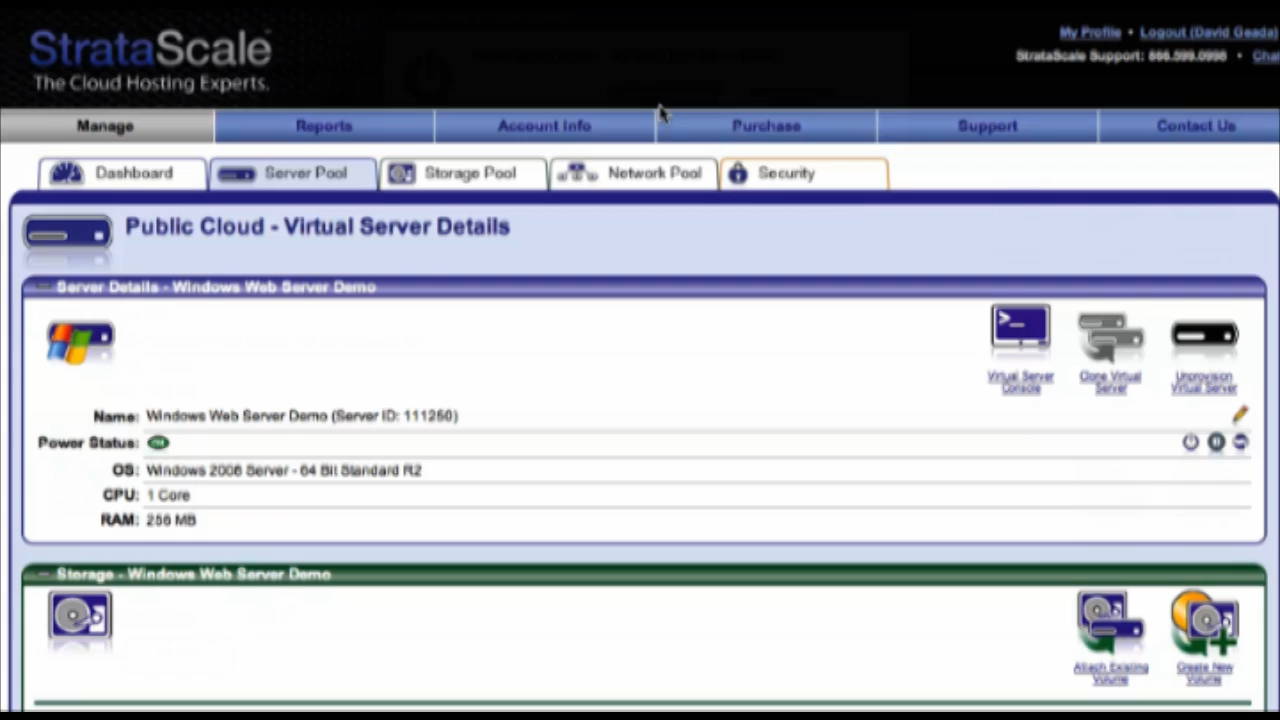 StrataScale
The Cloud Hosting Experts.
My Profile • Logout (David Geada)
StrataScale Support: 866.599.0998 • Cha
Manage Reports Account Info Purchase Support Contact Us
Dashboard Server Pool Storage Pool Network Pool Security
Public Cloud - Virtual Server Details
Server Details - Windows Web Server Demo
Virtual Server Console
Clone Virtual Server
Unprovision Virtual Server
Name: Windows Web Server Demo (Server ID: 111260)
Power Status:
OS: Windows 2008 Server - 64 Bit Standard R2
CPU: 1 Core
RAM: 256 MB
Storage - Windows Web Server Demo
Attach Existing Volume
Create New Volume